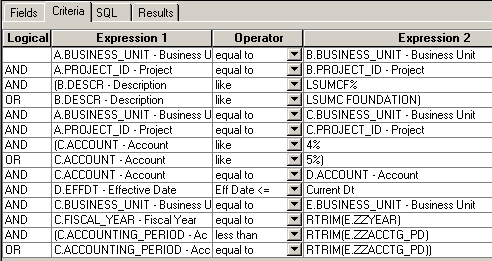 Fields Criteria SQL Results
Logical Expression 1 Operator Expression 2
A.BUSINESS_UNIT - Business U equal to B.BUSINESS_UNIT - Business Unit
AND A.PROJECT_ID - Project equal to B.PROJECT_ID - Project
AND (B.DESCR - Description like LSUMCF%
OR B.DESCR - Description like LSUMC FOUNDATION)
AND A.BUSINESS_UNIT - Business U equal to C.BUSINESS_UNIT - Business Unit
AND A.PROJECT_ID - Project equal to C.PROJECT_ID - Project
AND (C.ACCOUNT - Account like 4%
OR C.ACCOUNT - Account like 5%)
AND C.ACCOUNT - Account equal to D.ACCOUNT - Account
AND D.EFFDT - Effective Date Eff Date <= Current Dt
AND A.BUSINESS_UNIT - Business U equal to E.BUSINESS_UNIT - Business Unit
AND C.FISCAL_YEAR - Fiscal Year equal to RTRIM(E.ZZYEAR)
AND (C.ACCOUNTING_PERIOD - Ac less than RTRIM(E.ZZACCTG_PD)
OR C.ACCOUNTING_PERIOD - Acc equal to RTRIM(E.ZZACCTG_PD))